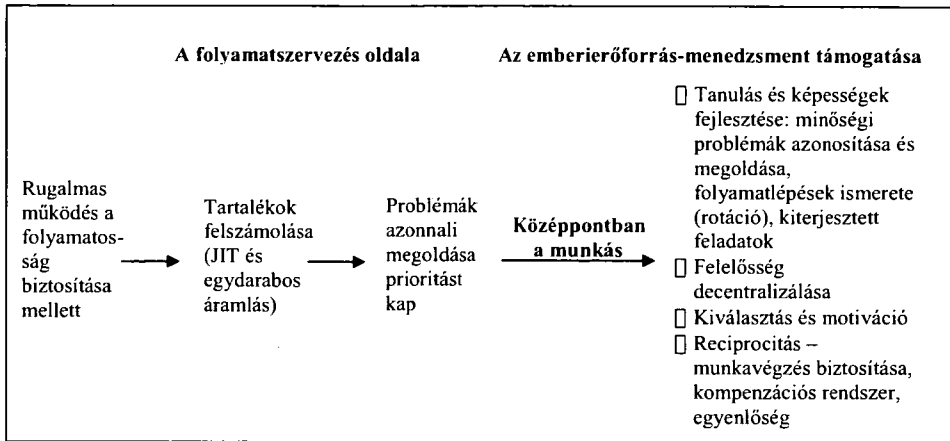 A folyamatszervezés oldala
Az emberierőforrás-menedzsment támogatása
Rugalmas
működés a
folyamatos-
ság
biztosítása
mellett
Tartalékok
felszámolása
(JIT és
egydarabos
áramlás)
Problémák
azonnali
megoldása
prioritást
kap
Középpontban
a munkás
Tanulás és képességek
fejlesztése: minőségi
problémák azonosítása és
megoldása,
folyamatlépések ismerete
(rotáció), kiterjesztett
feladatok
Felelősség
decentralizálása
Kiválasztás és motiváció
Reciprocitás –
munkavégzés biztosítása,
kompenzációs rendszer,
egyenlőség